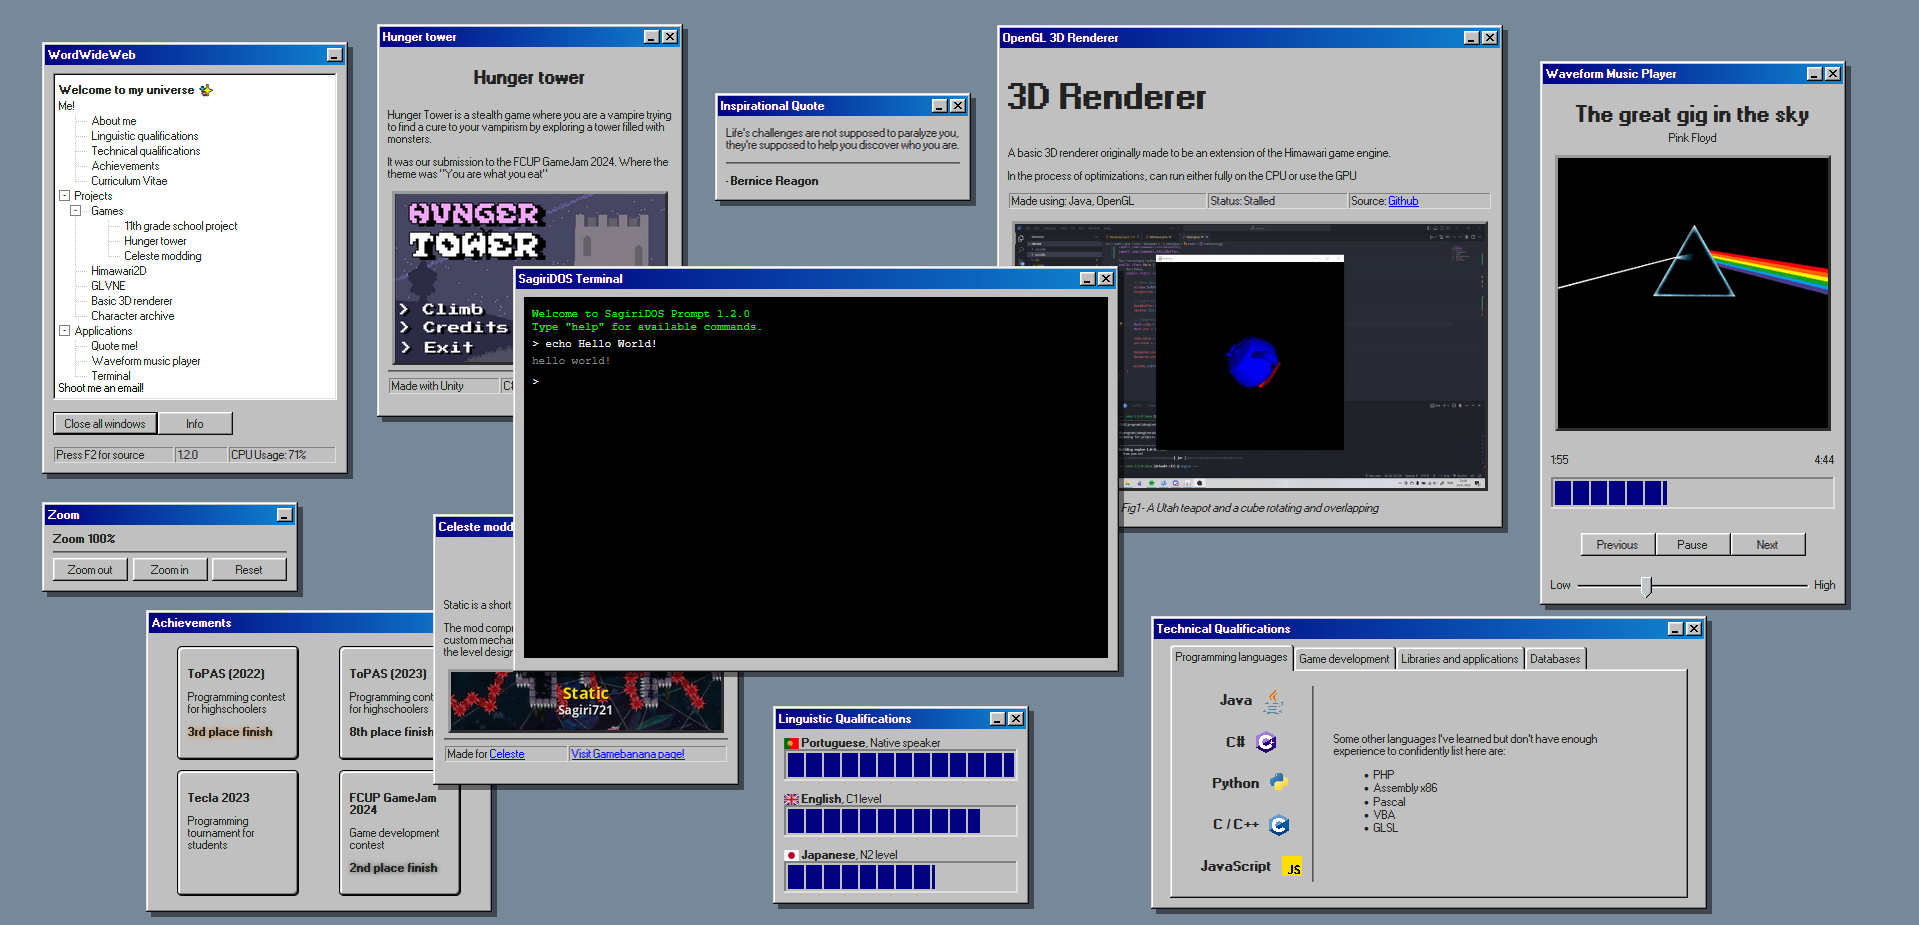 WordWideWeb
Welcome to my universe
Me!
About me
Linguistic qualifications
Technical qualifications
Achievements
Curriculum Vitae
Projects
Games
11th grade school project
Hunger tower
Celeste modding
Himawari2D
GLVNE
Basic 3D renderer
Character archive
Applications
Quote me!
Waveform music player
Terminal
Shoot me an email!
Close all windows
Info
Press F2 for source
1.2.0
CPU Usage: 71%
Zoom
Zoom 100%
Zoom out
Zoom in
Reset
Hunger tower
Hunger tower
Hunger Tower is a stealth game where you are a vampire trying
to find a cure to your vampirism by exploring a tower filled with
monsters.
It was our submission to the FCUP GameJam 2024. Where the
theme was "You are what you eat"
HUNGER
TOWER
> Climb
> Credits
> Exit
Made with Unity
Inspirational Quote
Life's challenges are not supposed to paralyze you,
they're supposed to help you discover who you are.
- Bernice Reagon
OpenGL 3D Renderer
3D Renderer
A basic 3D renderer originally made to be an extension of the Himawari game engine.
In the process of optimizations, can run either fully on the CPU or use the GPU
Made using: Java, OpenGL
Status: Stalled
Source: Github
Fig1 - A Utah teapot and a cube rotating and overlapping
Waveform Music Player
The great gig in the sky
Pink Floyd
1:55
4:44
Previous
Pause
Next
Low
High
SagiriDOS Terminal
Welcome to SagiriDOS Prompt 1.2.0
Type "help" for available commands.
> echo Hello World!
hello world!
>
Achievements
ToPAS (2022)
Programming contest
for highschoolers
3rd place finish
ToPAS (2023)
Programming cont
for highschoolers
8th place finish
Tecla 2023
Programming
tournament for
students
FCUP GameJam
2024
Game development
contest
2nd place finish
Celeste modd
Static is a short
The mod compr
custom mechar
the level design
Static
Sagiri721
Made for Celeste
Visit Gamebanana page!
Linguistic Qualifications
Portuguese, Native speaker
English, C1 level
Japanese, N2 level
Technical Qualifications
Programming languages
Game development
Libraries and applications
Databases
Java
C#
Python
C / C++
JavaScript
JS
Some other languages I've learned but don't have enough
experience to confidently list here are:
• PHP
• Assembly x86
• Pascal
• VBA
• GLSL